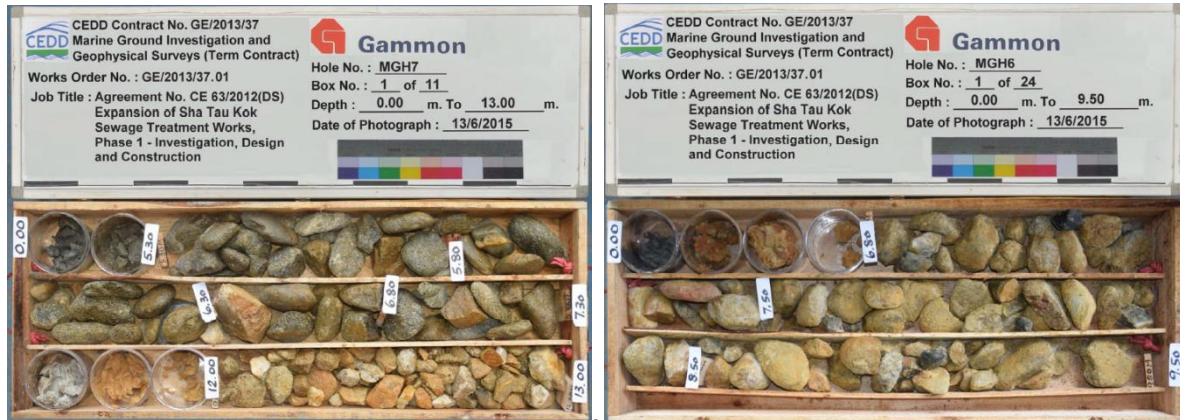 CEDD
CEDD Contract No. GE/2013/37
Marine Ground Investigation and
Geophysical Surveys (Term Contract)
Works Order No. : GE/2013/37.01
Job Title : Agreement No. CE 63/2012(DS)
Expansion of Sha Tau Kok
Sewage Treatment Works,
Phase 1 - Investigation, Design
and Construction
Gammon
Hole No. : MGH7
Box No. : 1 of 11
Depth : 0.00 m. To 13.00 m.
Date of Photograph : 13/6/2015
0.00
5.30
5.80
6.30
6.80
7.30
12.00
13.00
CEDD
CEDD Contract No. GE/2013/37
Marine Ground Investigation and
Geophysical Surveys (Term Contract)
Works Order No. : GE/2013/37.01
Job Title : Agreement No. CE 63/2012(DS)
Expansion of Sha Tau Kok
Sewage Treatment Works,
Phase 1 - Investigation, Design
and Construction
Gammon
Hole No. : MGH6
Box No. : 1 of 24
Depth : 0.00 m. To 9.50 m.
Date of Photograph : 13/6/2015
0.00
6.80
7.50
8.50
9.50